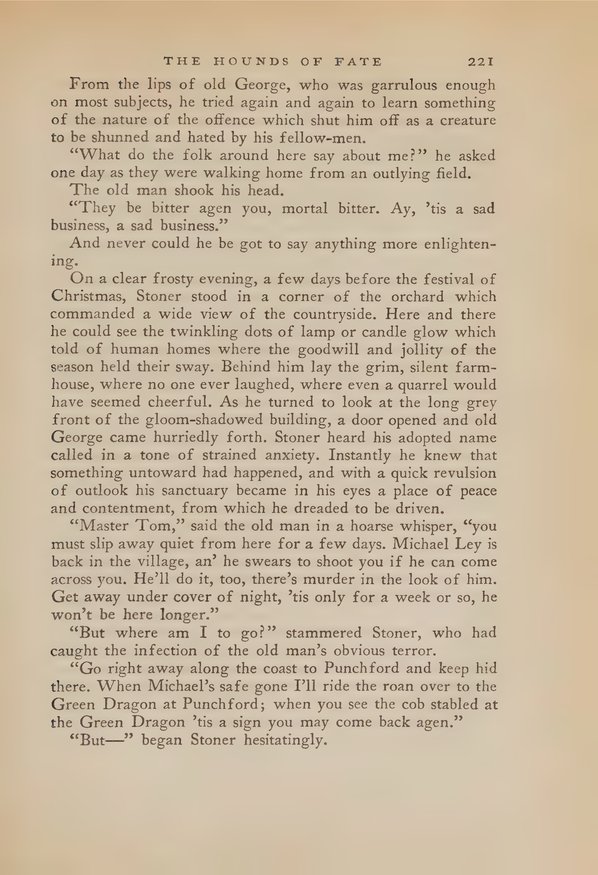 THE HOUNDS OF FATE 221
From the lips of old George, who was garrulous enough
on most subjects, he tried again and again to learn something
of the nature of the offence which shut him off as a creature
to be shunned and hated by his fellow-men.
“What do the folk around here say about me?” he asked
one day as they were walking home from an outlying field.
The old man shook his head.
“They be bitter agen you, mortal bitter. Ay, ’tis a sad
business, a sad business.”
And never could he be got to say anything more enlighten-
ing.
On a clear frosty evening, a few days before the festival of
Christmas, Stoner stood in a corner of the orchard which
commanded a wide view of the countryside. Here and there
he could see the twinkling dots of lamp or candle glow which
told of human homes where the goodwill and jollity of the
season held their sway. Behind him lay the grim, silent farm-
house, where no one ever laughed, where even a quarrel would
have seemed cheerful. As he turned to look at the long grey
front of the gloom-shadowed building, a door opened and old
George came hurriedly forth. Stoner heard his adopted name
called in a tone of strained anxiety. Instantly he knew that
something untoward had happened, and with a quick revulsion
of outlook his sanctuary became in his eyes a place of peace
and contentment, from which he dreaded to be driven.
“Master Tom,” said the old man in a hoarse whisper, “you
must slip away quiet from here for a few days. Michael Ley is
back in the village, an’ he swears to shoot you if he can come
across you. He’ll do it, too, there’s murder in the look of him.
Get away under cover of night, ’tis only for a week or so, he
won’t be here longer.”
“But where am I to go?” stammered Stoner, who had
caught the infection of the old man’s obvious terror.
“Go right away along the coast to Punchford and keep hid
there. When Michael’s safe gone I’ll ride the roan over to the
Green Dragon at Punchford; when you see the cob stabled at
the Green Dragon ’tis a sign you may come back agen.”
“But—” began Stoner hesitatingly.